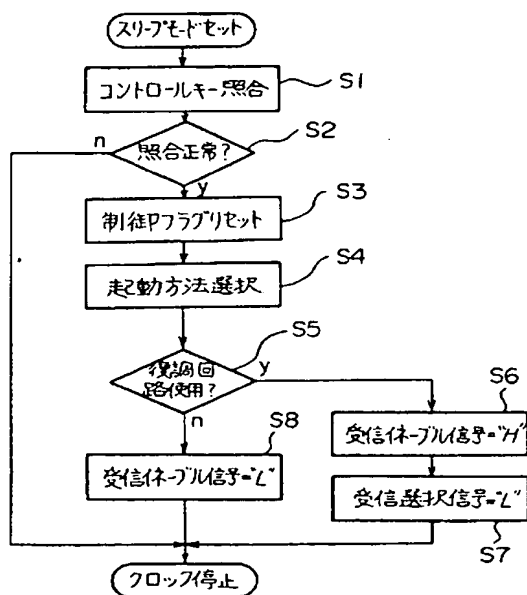 スリープモードセット
コントロールキー照合
S1
照合正常?
S2
n
y
制御Pフラグリセット
S3
起動方法選択
S4
復調回
路使用?
S5
y
n
受信イネーブル信号="H"
S6
受信イネーブル信号="L"
S8
受信選択信号="L"
S7
クロック停止